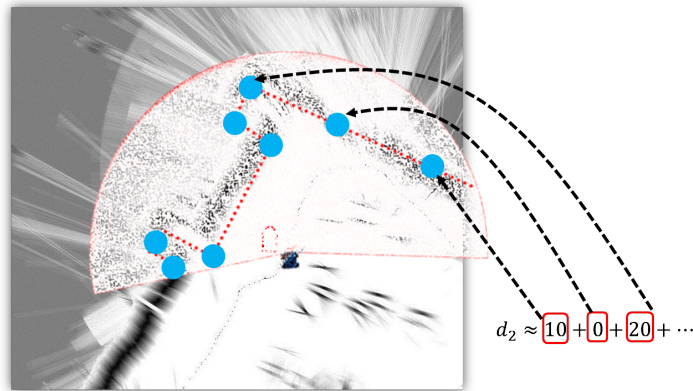 d₂ ≈ 10 + 0 + 20 + ⋯